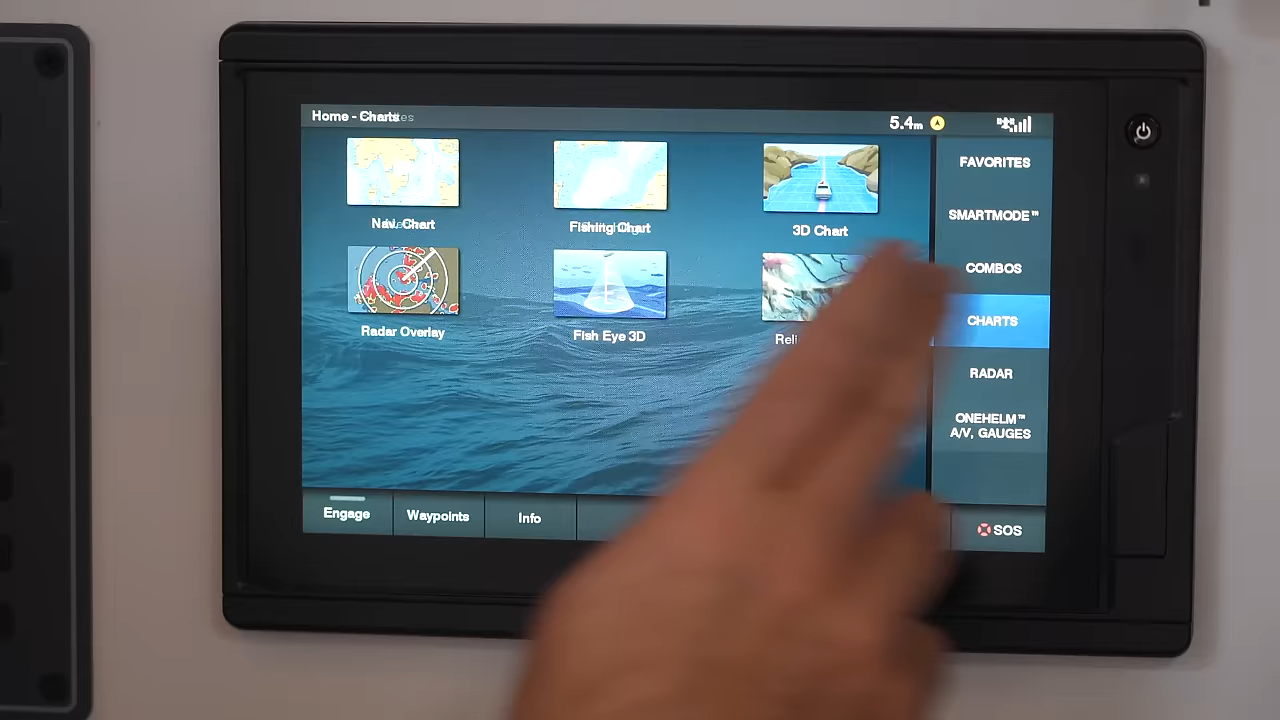 Home - Charts
5.4m
Nav. Chart
Fishing Chart
3D Chart
Radar Overlay
Fish Eye 3D
FAVORITES
SMARTMODE™
COMBOS
CHARTS
RADAR
ONEHELM™
A/V, GAUGES
Engage
Waypoints
Info
SOS